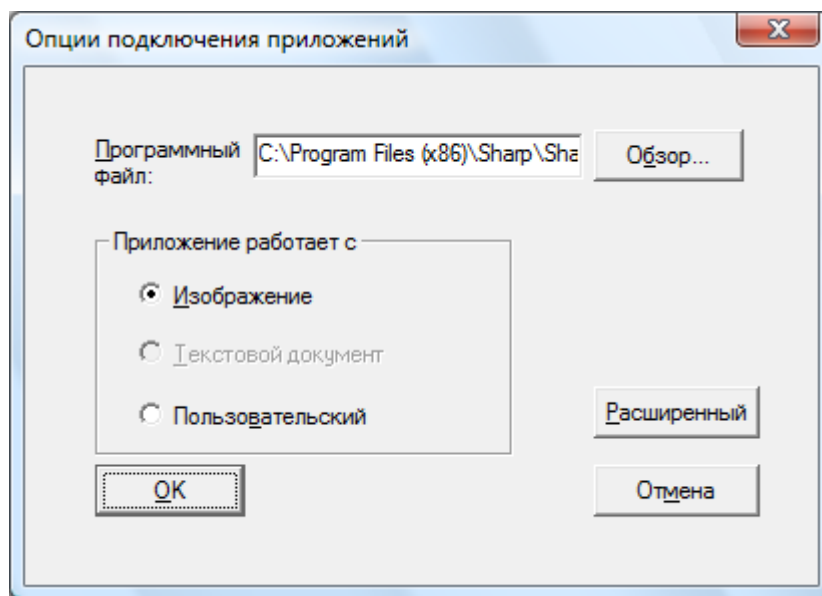 Опции подключения приложений
Программный
файл:
C:\Program Files (x86)\Sharp\Sha
Обзор...
Приложение работает с
Изображение
Текстовой документ
Пользовательский
Расширенный
OK
Отмена